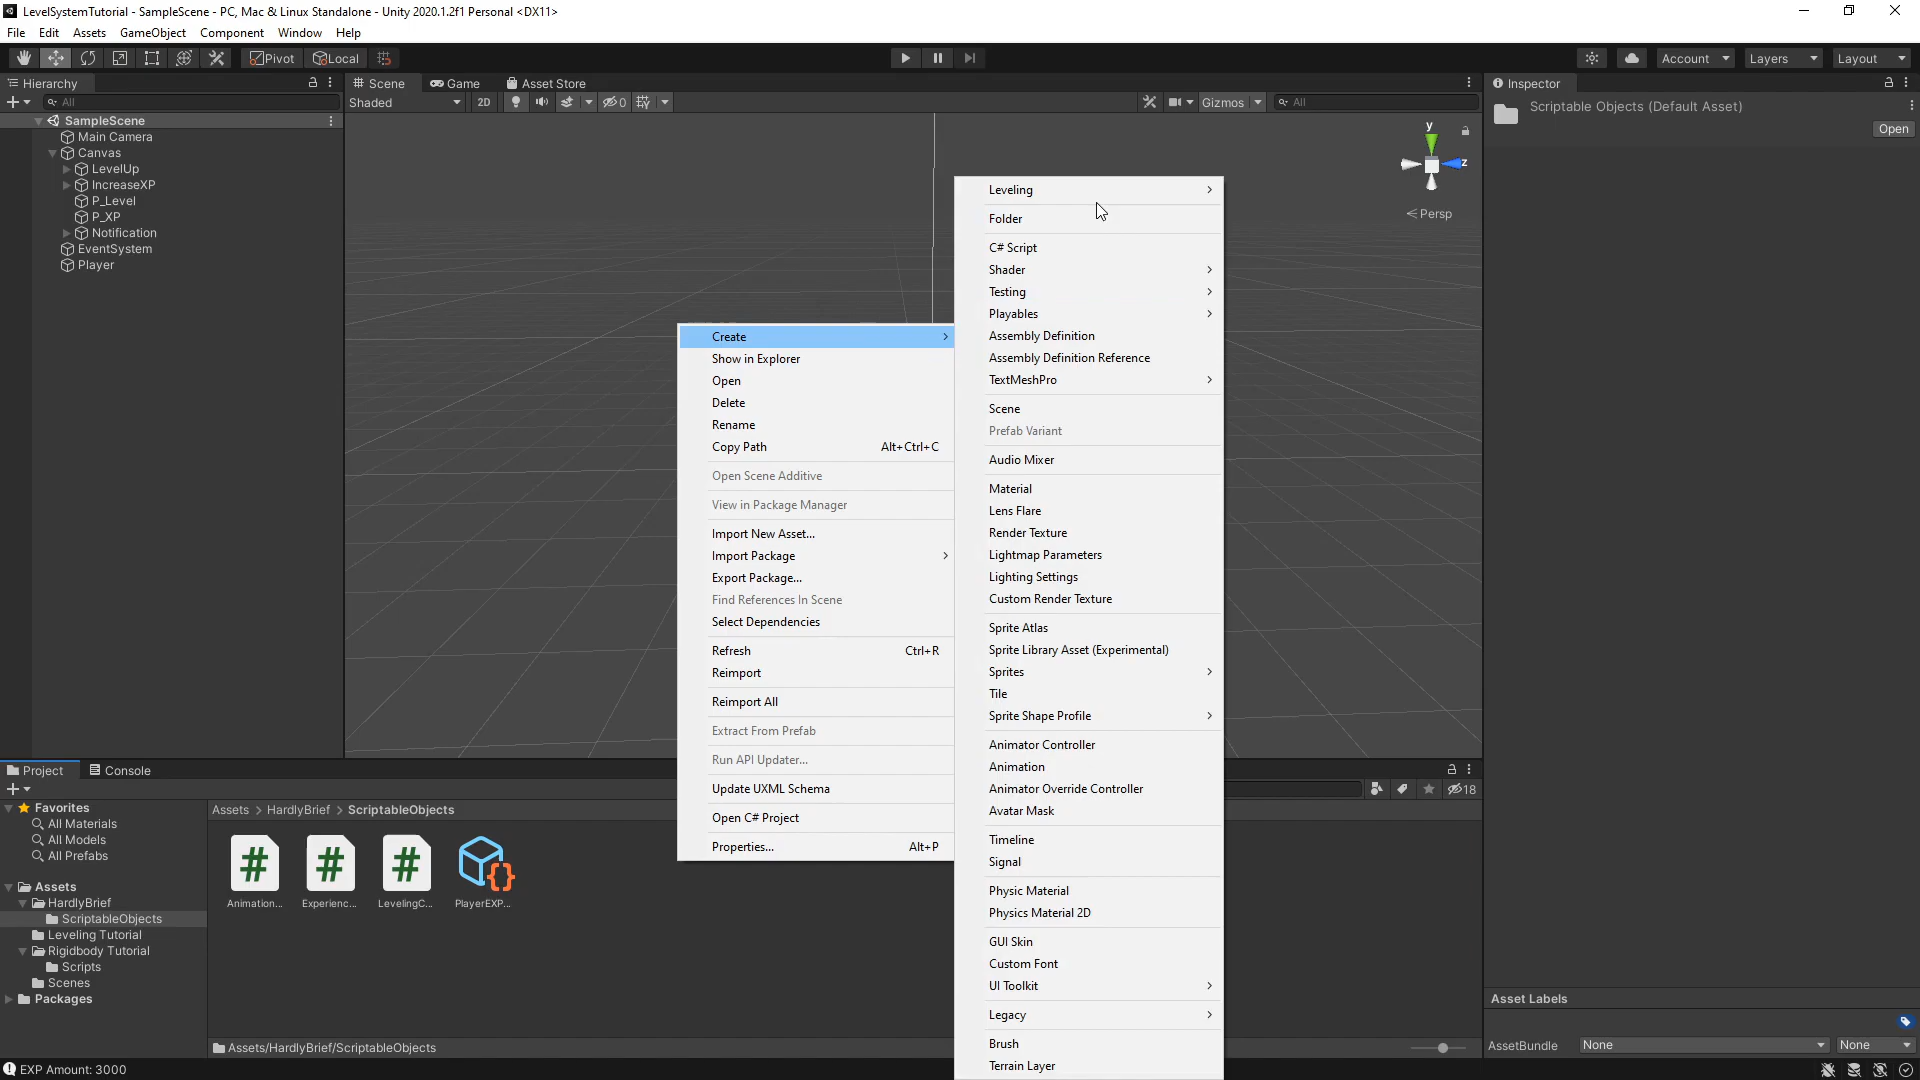 LevelSystemTutorial - SampleScene - PC, Mac & Linux Standalone - Unity 2020.1.2f1 Personal <DX11>
File Edit Assets GameObject Component Window Help
Pivot Local Account Layers Layout
Hierarchy
All
SampleScene
Main Camera
Canvas
LevelUp
IncreaseXP
P_Level
P_XP
Notification
EventSystem
Player
Scene Game Asset Store
Shaded 2D 0 Gizmos All
y
z
Persp
Inspector
Scriptable Objects (Default Asset)
Open
Create
Show in Explorer
Open
Delete
Rename
Copy Path Alt+Ctrl+C
Open Scene Additive
View in Package Manager
Import New Asset...
Import Package
Export Package...
Find References In Scene
Select Dependencies
Refresh Ctrl+R
Reimport
Reimport All
Extract From Prefab
Run API Updater...
Update UXML Schema
Open C# Project
Properties... Alt+P
Leveling
Folder
C# Script
Shader
Testing
Playables
Assembly Definition
Assembly Definition Reference
TextMeshPro
Scene
Prefab Variant
Audio Mixer
Material
Lens Flare
Render Texture
Lightmap Parameters
Lighting Settings
Custom Render Texture
Sprite Atlas
Sprite Library Asset (Experimental)
Sprites
Tile
Sprite Shape Profile
Animator Controller
Animation
Animator Override Controller
Avatar Mask
Timeline
Signal
Physic Material
Physics Material 2D
GUI Skin
Custom Font
UI Toolkit
Legacy
Brush
Terrain Layer
Project Console
18
Favorites
All Materials
All Models
All Prefabs
Assets
HardlyBrief
ScriptableObjects
Leveling Tutorial
Rigidbody Tutorial
Scripts
Scenes
Packages
Assets > HardlyBrief > ScriptableObjects
Animation... Experienc... LevelingC... PlayerEXP...
Assets/HardlyBrief/ScriptableObjects
Asset Labels
AssetBundle None None
EXP Amount: 3000